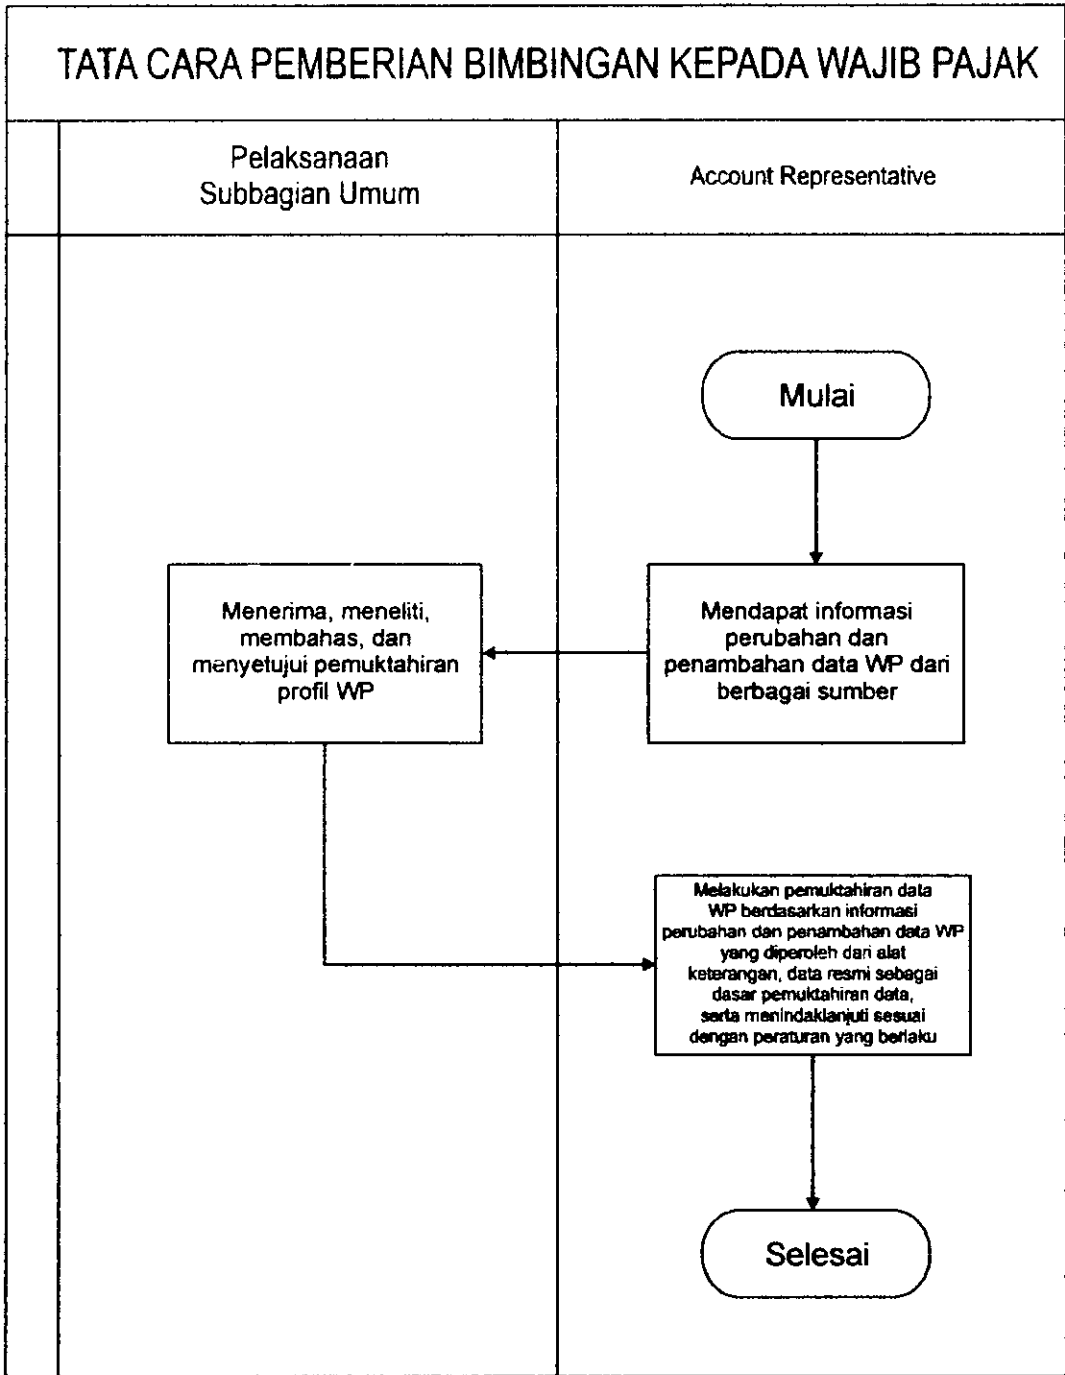 TATA CARA PEMBERIAN BIMBINGAN KEPADA WAJIB PAJAK
Pelaksanaan
Subbagian Umum
Account Representative
Mulai
Menerima, meneliti,
membahas, dan
menyetujui pemuktahiran
profil WP
Mendapat informasi
perubahan dan
penambahan data WP dari
berbagai sumber
Melakukan pemuktahiran data
WP berdasarkan informasi
perubahan dan penambahan data WP
yang diperoleh dari alat
keterangan, data resmi sebagai
dasar pemuktahiran data,
serta menindaklanjuti sesuai
dengan peraturan yang berlaku
Selesai